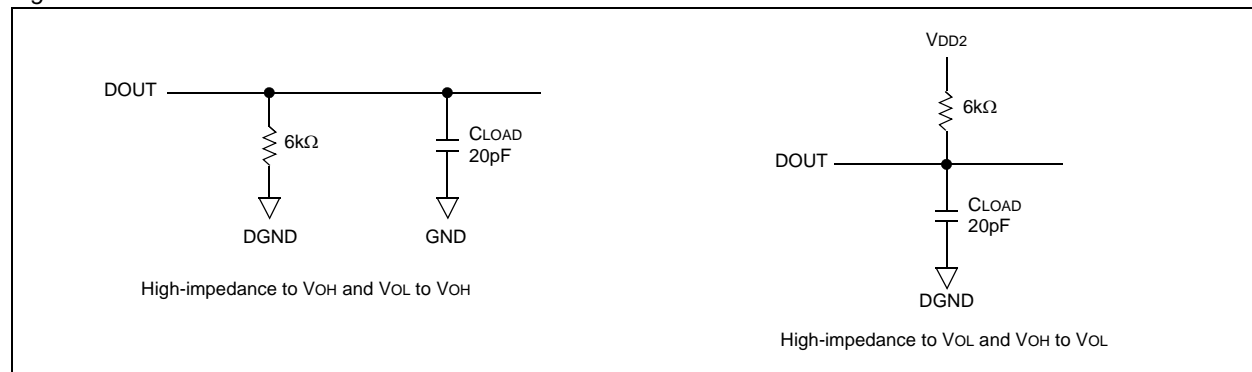 DOUT
6kΩ
CLOAD
20pF
DGND
GND
High-impedance to VOH and VOL to VOH
VDD2
6kΩ
DOUT
CLOAD
20pF
DGND
High-impedance to VOL and VOH to VOL